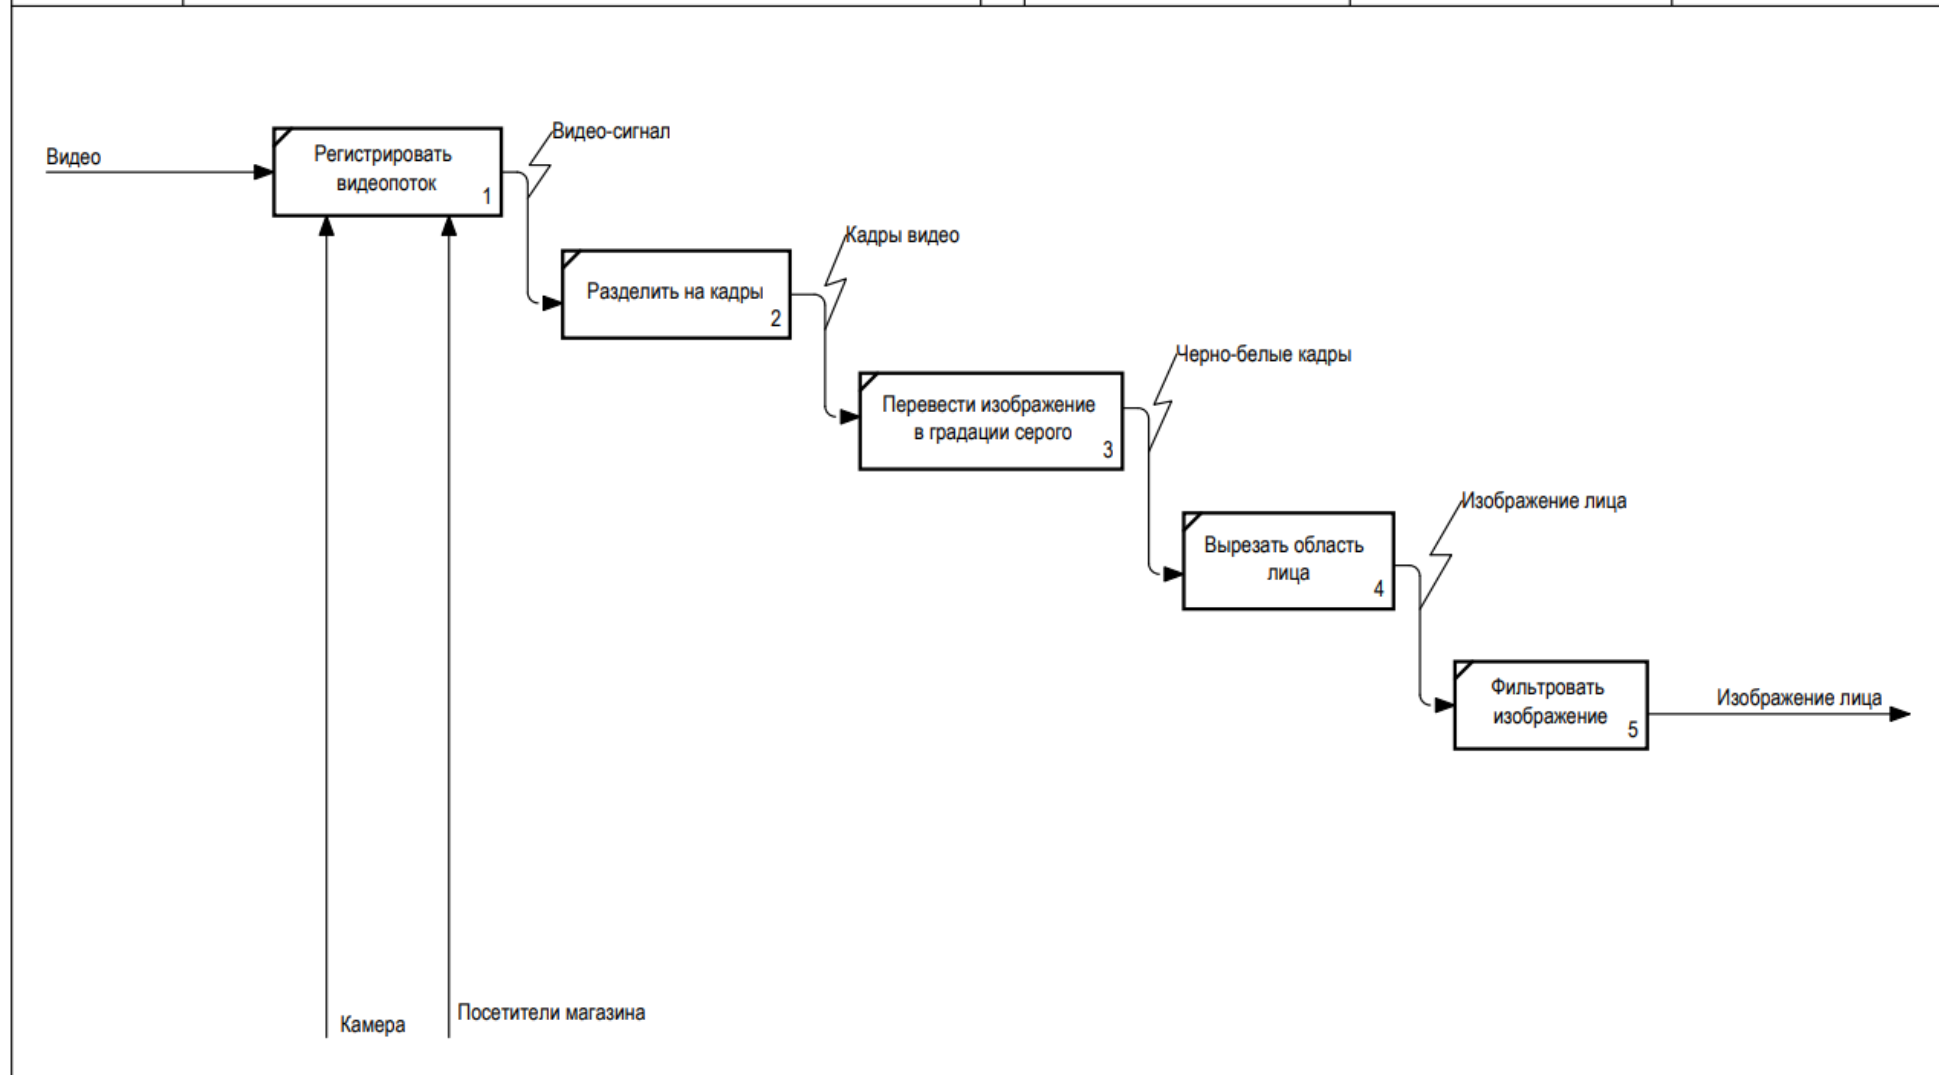 Видео
Регистрировать
видеопоток
1
Видео-сигнал
Разделить на кадры
2
Кадры видео
Перевести изображение
в градации серого
3
Черно-белые кадры
Вырезать область
лица
4
Изображение лица
Фильтровать
изображение
5
Изображение лица
Камера
Посетители магазина